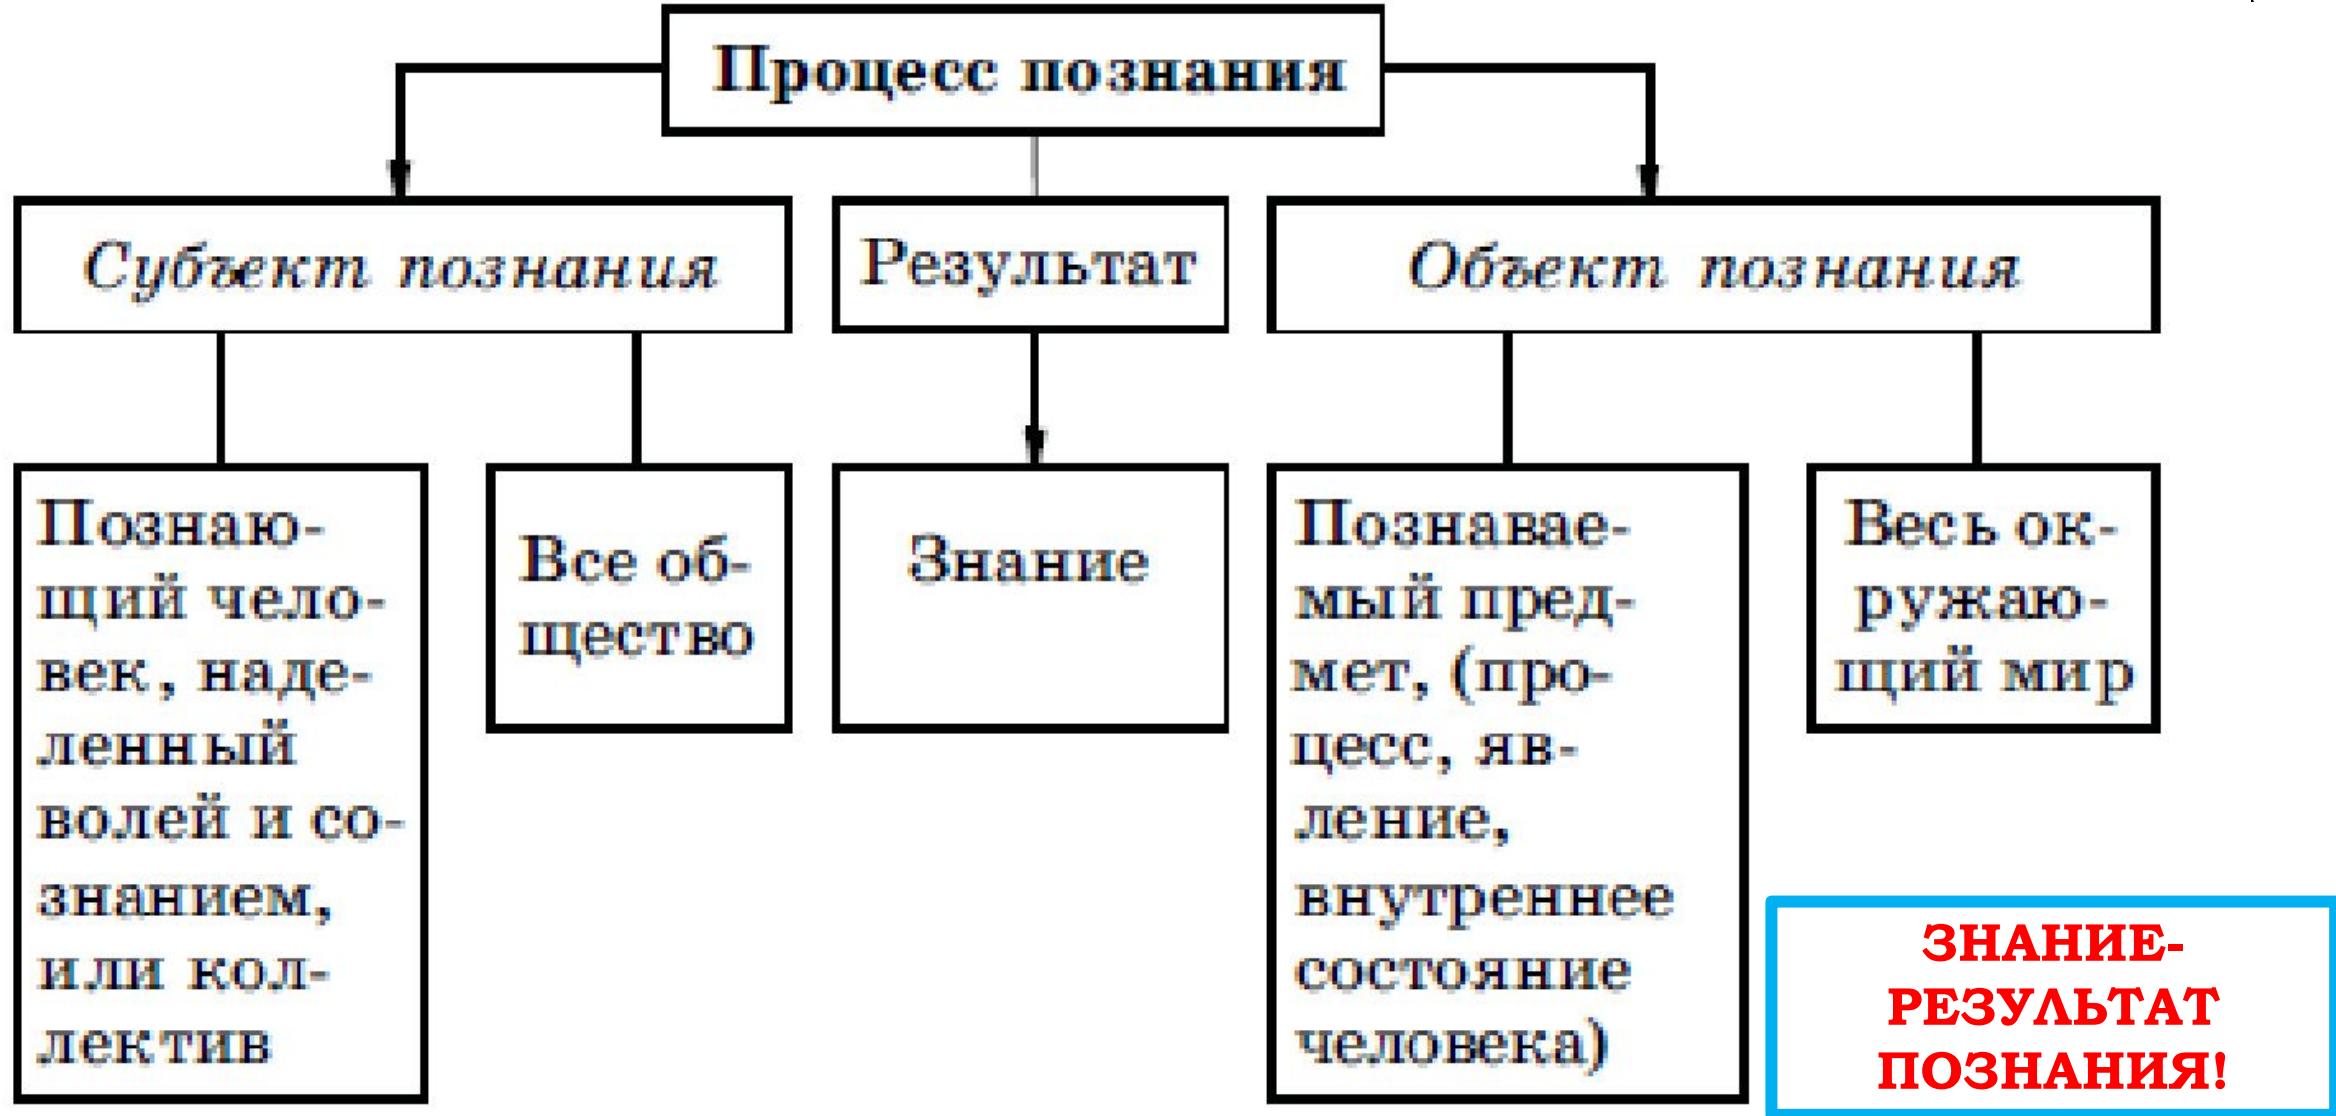 Процесс познания
Субъект познания
Результат
Объект познания
Познаю-
щий чело-
век, наде-
ленный
волей и со-
знанием,
или кол-
лектив
Все об-
щество
Знание
Познавае-
мый пред-
мет, (про-
цесс, яв-
ление,
внутреннее
состояние
человека)
Весь ок-
ружаю-
щий мир
ЗНАНИЕ-
РЕЗУЛЬТАТ
ПОЗНАНИЯ!